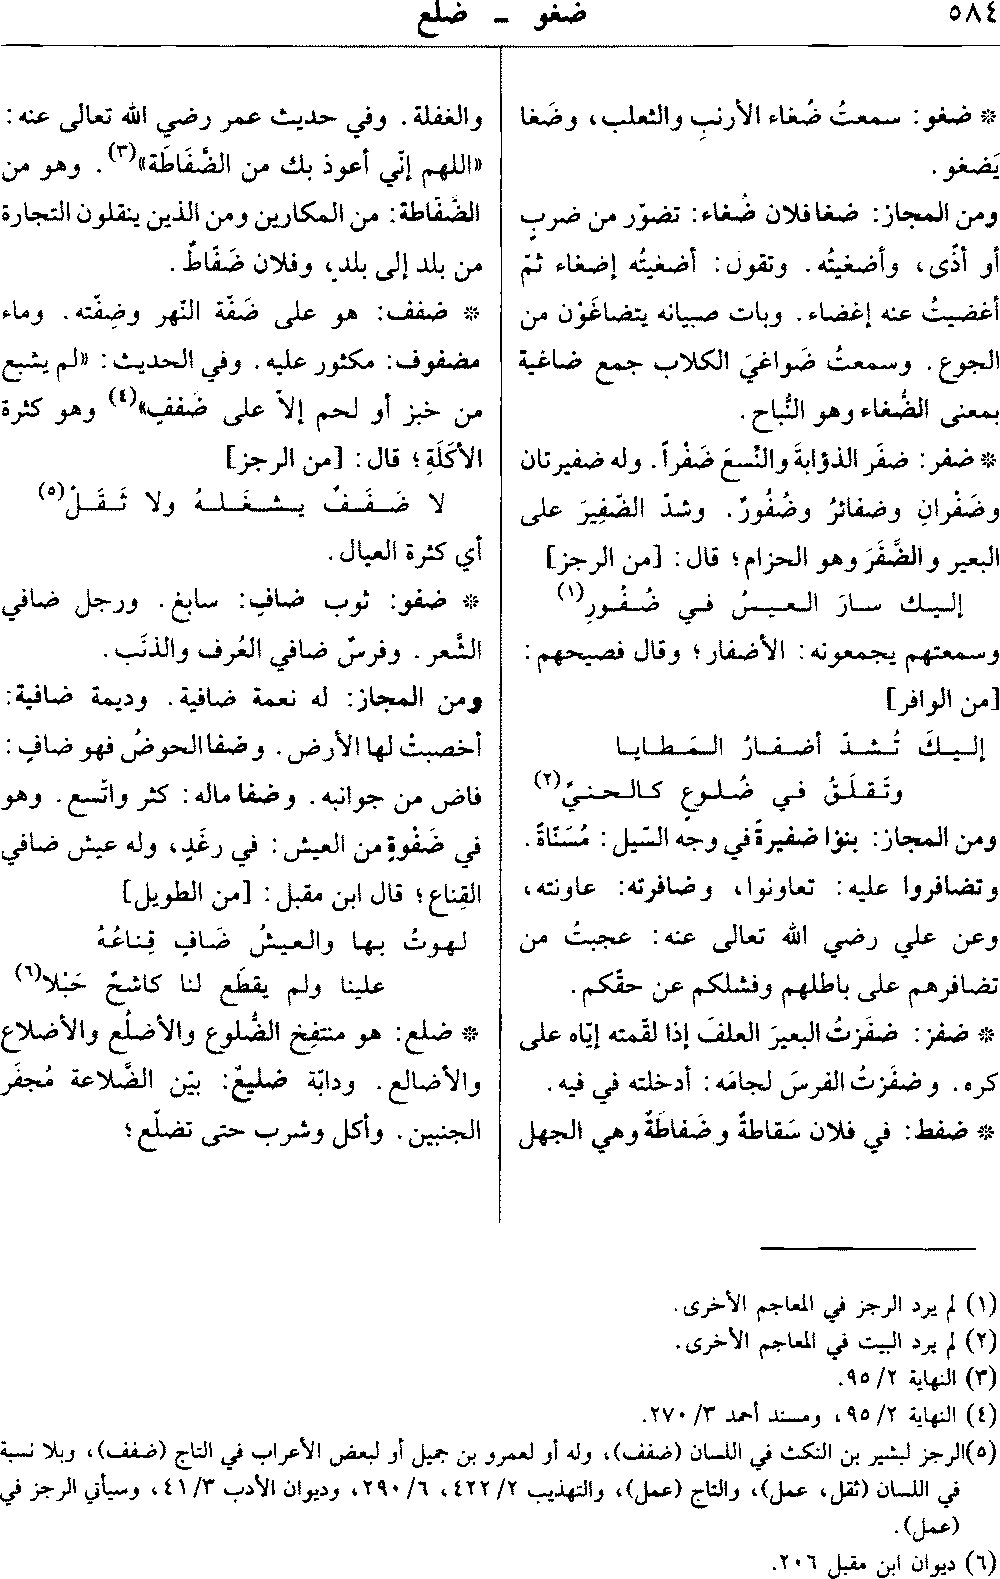 ٥٨٤
ضغو - ضلع
* ضغو: سمعتُ ضُغاء الأرنبِ والثعلب، وضَغا
يَضغو.
ومن المجاز: ضغا فلان ضُغاء: تضوّر من ضربٍ
أو أذًى، وأضغيتُه. وتقول: أضغيتُه إضغاء ثمّ
أغضيتُ عنه إغضاء. وبات صبيانه يتضاغَوْن من
الجوع. وسمعتُ ضَواغيَ الكلاب جمع ضاغية
بمعنى الضُّغاء وهو النُّباح.
* ضفر: ضفَر الذؤابةَ والنِّسعَ ضَفْراً. وله ضفيرتان
وضَفْرانِ وضفائرُ وضُفُورٌ. وشدّ الضّفِيرَ على
البعير والضَّفَرَ وهو الحزام؛ قال: [من الرجز]
إليك سارَ العيسُ في ضُفُورِ(١)
وسمعتهم يجمعونه: الأضفار؛ وقال فصيحهم:
[من الوافر]
إليكَ تُشدّ أضفارُ المَطايا
وتَقلَقُ في ضُلوعٍ كالحنيِّ(٢)
ومن المجاز: بنوْا ضفيرةً في وجه السّيل: مُسَنّاةً.
وتضافروا عليه: تعاونوا، وضافرته: عاونته،
وعن علي رضي الله تعالى عنه: عجبتُ من
تضافرهم على باطلهم وفشلكم عن حقّكم.
* ضفز: ضفَزتُ البعيرَ العلفَ إذا لقّمته إيّاه على
كره. وضفَزتُ الفرسَ لجامَه: أدخلته في فيه.
* ضفط: في فلان سَقاطةٌ وضَفاطَةٌ وهي الجهل
والغفلة. وفي حديث عمر رضي الله تعالى عنه:
«اللهم إنّي أعوذ بك من الضَّفَاطَة»(٣). وهو من
الضَّفّاطة: من المكارين ومن الذين ينقلون التجارة
من بلد إلى بلدٍ، وفلان ضَفّاطٌ.
* ضفف: هو على ضَفّة النّهر وضِفّته. وماء
مضفوف: مكثور عليه. وفي الحديث: «لم يشبع
من خبز أو لحم إلاّ على ضَففٍ»(٤) وهو كثرة
الأكَلَةِ؛ قال: [من الرجز]
لا ضَفَفٌ يشغَلهُ ولا ثَقَلْ(٥)
أي كثرة العيال.
* ضفو: ثوب ضافٍ: سابغ. ورجل ضافي
الشَّعر. وفرسٌ ضافي العُرف والذنَب.
ومن المجاز: له نعمة ضافية. وديمة ضافية:
أخصبتْ لها الأرض. وضفا الحوضُ فهو ضافٍ:
فاض من جوانبه. وضفا ماله: كثر واتّسع. وهو
في ضَفْوةٍ من العيش: في رغَدٍ، وله عيش ضافي
القِناع؛ قال ابن مقبل: [من الطويل]
لهوتُ بها والعيشُ ضَافٍ قِناعُهُ
علينا ولم يقطَع لنا كاشحٌ حَبْلا(٦)
* ضلع: هو منتفِخ الضُّلوع والأضلُع والأضلاع
والأضالع. ودابّة ضليعٌ: بيّن الضَّلاعة مُجفَر
الجنبين. وأكل وشرب حتى تضلّع؛
(١) لم يرد الرجز في المعاجم الأخرى.
(٢) لم يرد البيت في المعاجم الأخرى.
(٣) النهاية ٢/ ٩٥.
(٤) النهاية ٢/ ٩٥، ومسند أحمد ٣/ ٢٧٠.
(٥) الرجز لبشير بن النكث في اللسان (ضفف)، وله أو لعمرو بن جميل أو لبعض الأعراب في التاج (ضفف)، وبلا نسبة
في اللسان (ثقل، عمل)، والتاج (عمل)، والتهذيب ٢/ ٤٢٢، ٦/ ٢٩٠، وديوان الأدب ٣/ ٤١، وسيأتي الرجز في
(عمل).
(٦) ديوان ابن مقبل ٢٠٦.